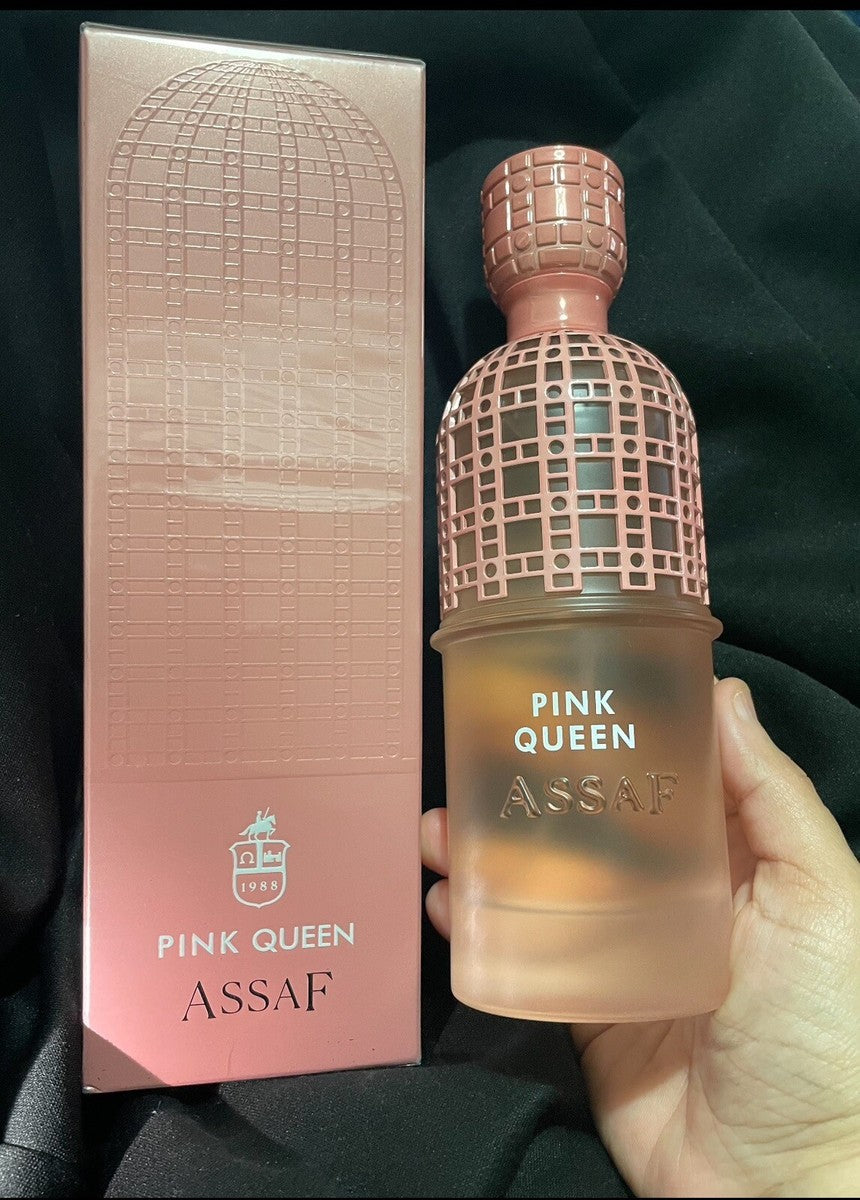 Ω
1988
PINK QUEEN
ASSAF
PINK
QUEEN
ASSAF